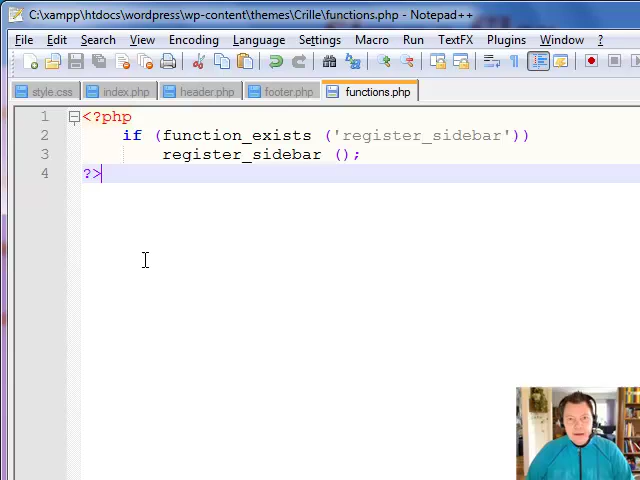 C:\xampp\htdocs\wordpress\wp-content\themes\Crille\functions.php - Notepad++
File Edit Search View Encoding Language Settings Macro Run TextFX Plugins Window ?
style.css index.php header.php footer.php functions.php
1 <?php
2 if (function_exists ('register_sidebar'))
3 register_sidebar ();
4 ?>